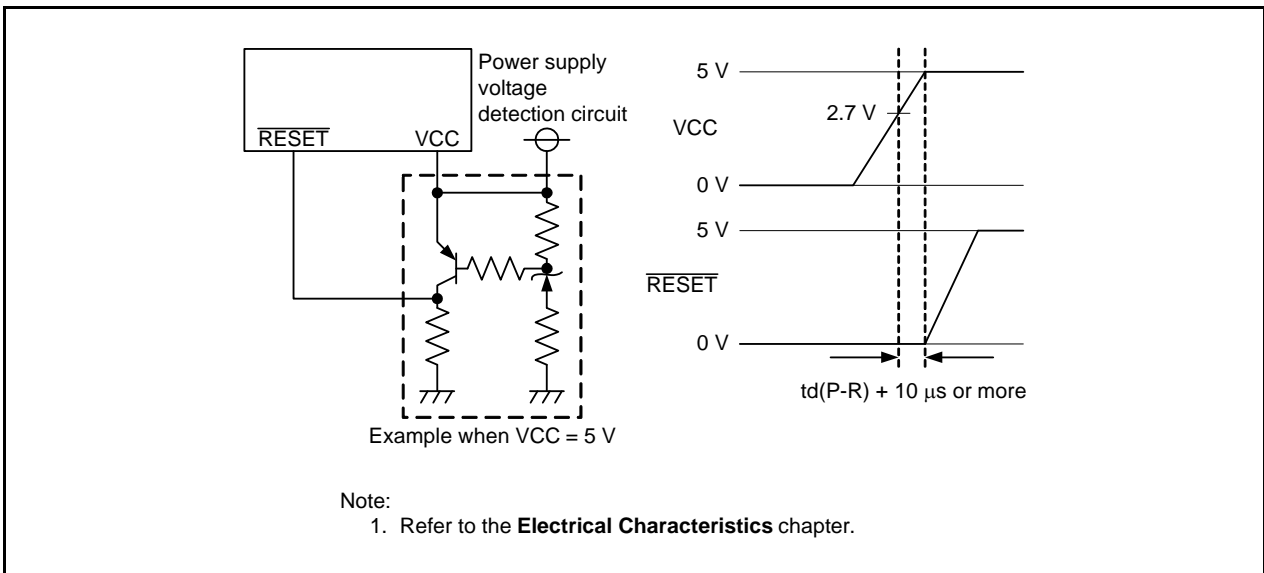 Power supply
voltage
detection circuit
RESET
VCC
Example when VCC = 5 V
5 V
2.7 V
VCC
0 V
5 V
RESET
0 V
td(P-R) + 10 μs or more
Note:
1. Refer to the Electrical Characteristics chapter.